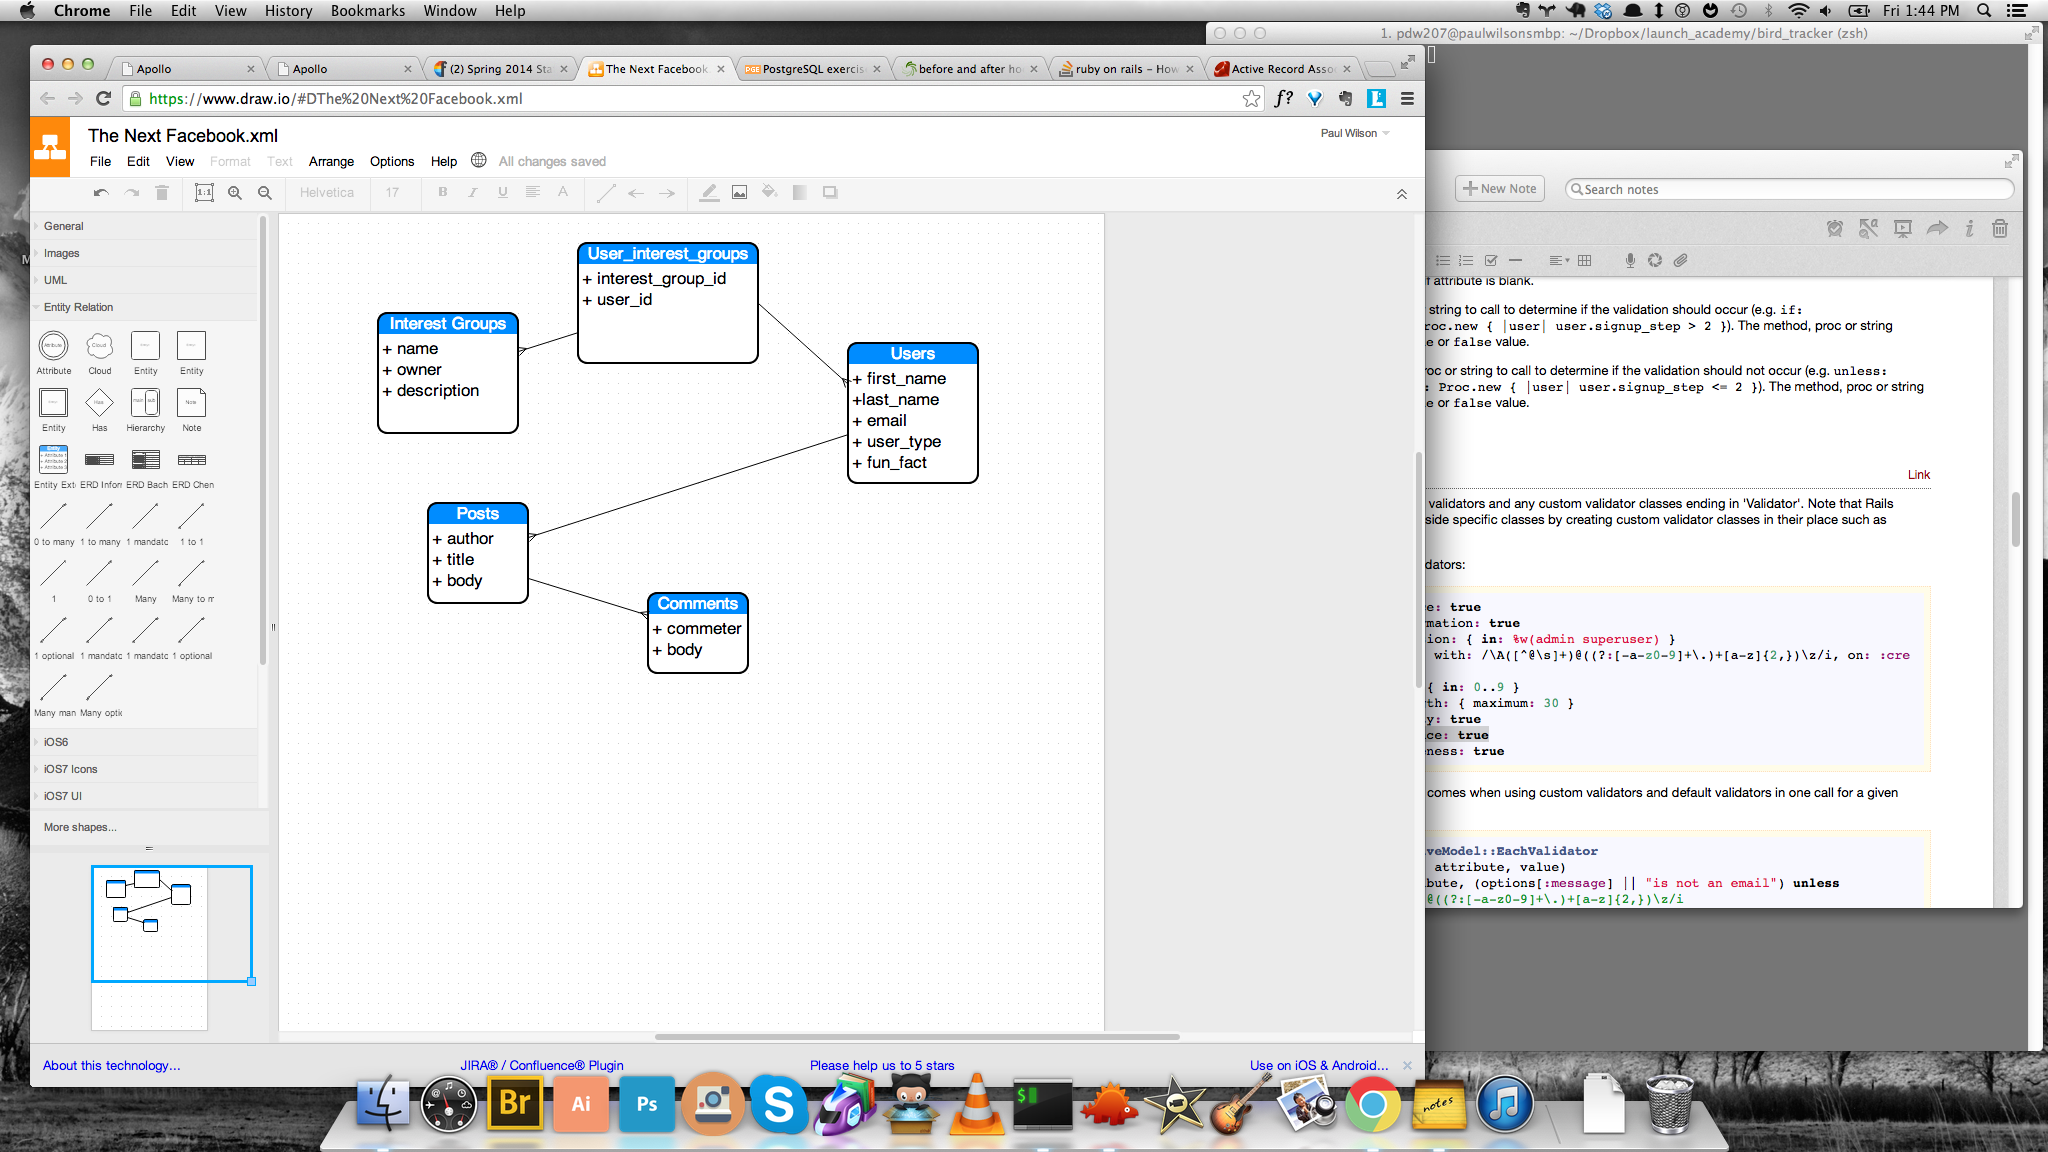 Chrome File Edit View History Bookmarks Window Help
Fri 1:44 PM
1. pdw207@paulwilsonsmbp: ~/Dropbox/launch_academy/bird_tracker (zsh)
Apollo
Apollo
(2) Spring 2014 Sta
The Next Facebook.
PostgreSQL exercis
before and after ho
ruby on rails – How
Active Record Asso
https://www.draw.io/#DThe%20Next%20Facebook.xml
f?
The Next Facebook.xml
Paul Wilson
File Edit View Format Text Arrange Options Help All changes saved
1:1 Helvetica 17 B I U A
General
Images
UML
Entity Relation
Attribute Cloud Entity Entity
Entity Has Hierarchy Note
Entity Ext ERD Inforr ERD Bach ERD Chen
0 to many 1 to many 1 mandatc 1 to 1
1 0 to 1 Many Many to m
1 optional 1 mandatc 1 mandatc 1 optional
Many man Many optic
iOS6
iOS7 Icons
iOS7 UI
More shapes...
User_interest_groups
+ interest_group_id
+ user_id
Interest Groups
+ name
+ owner
+ description
Users
+ first_name
+last_name
+ email
+ user_type
+ fun_fact
Posts
+ author
+ title
+ body
Comments
+ commeter
+ body
About this technology...
JIRA® / Confluence® Plugin
Please help us to 5 stars
Use on iOS & Android...
New Note
Search notes
f attribute is blank.
string to call to determine if the validation should occur (e.g. if:
roc.new { |user| user.signup_step > 2 }). The method, proc or string
e or false value.
roc or string to call to determine if the validation should not occur (e.g. unless:
: Proc.new { |user| user.signup_step <= 2 }). The method, proc or string
e or false value.
Link
validators and any custom validator classes ending in 'Validator'. Note that Rails
side specific classes by creating custom validator classes in their place such as
dators:
e: true
mation: true
ion: { in: %w(admin superuser) }
with: /\A([^@\s]+)@((?:[-a-z0-9]+\.)+[a-z]{2,})\z/i, on: :cre
{ in: 0..9 }
th: { maximum: 30 }
y: true
ce: true
ness: true
comes when using custom validators and default validators in one call for a given
veModel::EachValidator
attribute, value)
bute, (options[:message] || "is not an email") unless
@((?:[-a-z0-9]+\.)+[a-z]{2,})\z/i
Br
Ai
Ps
S
$
notes